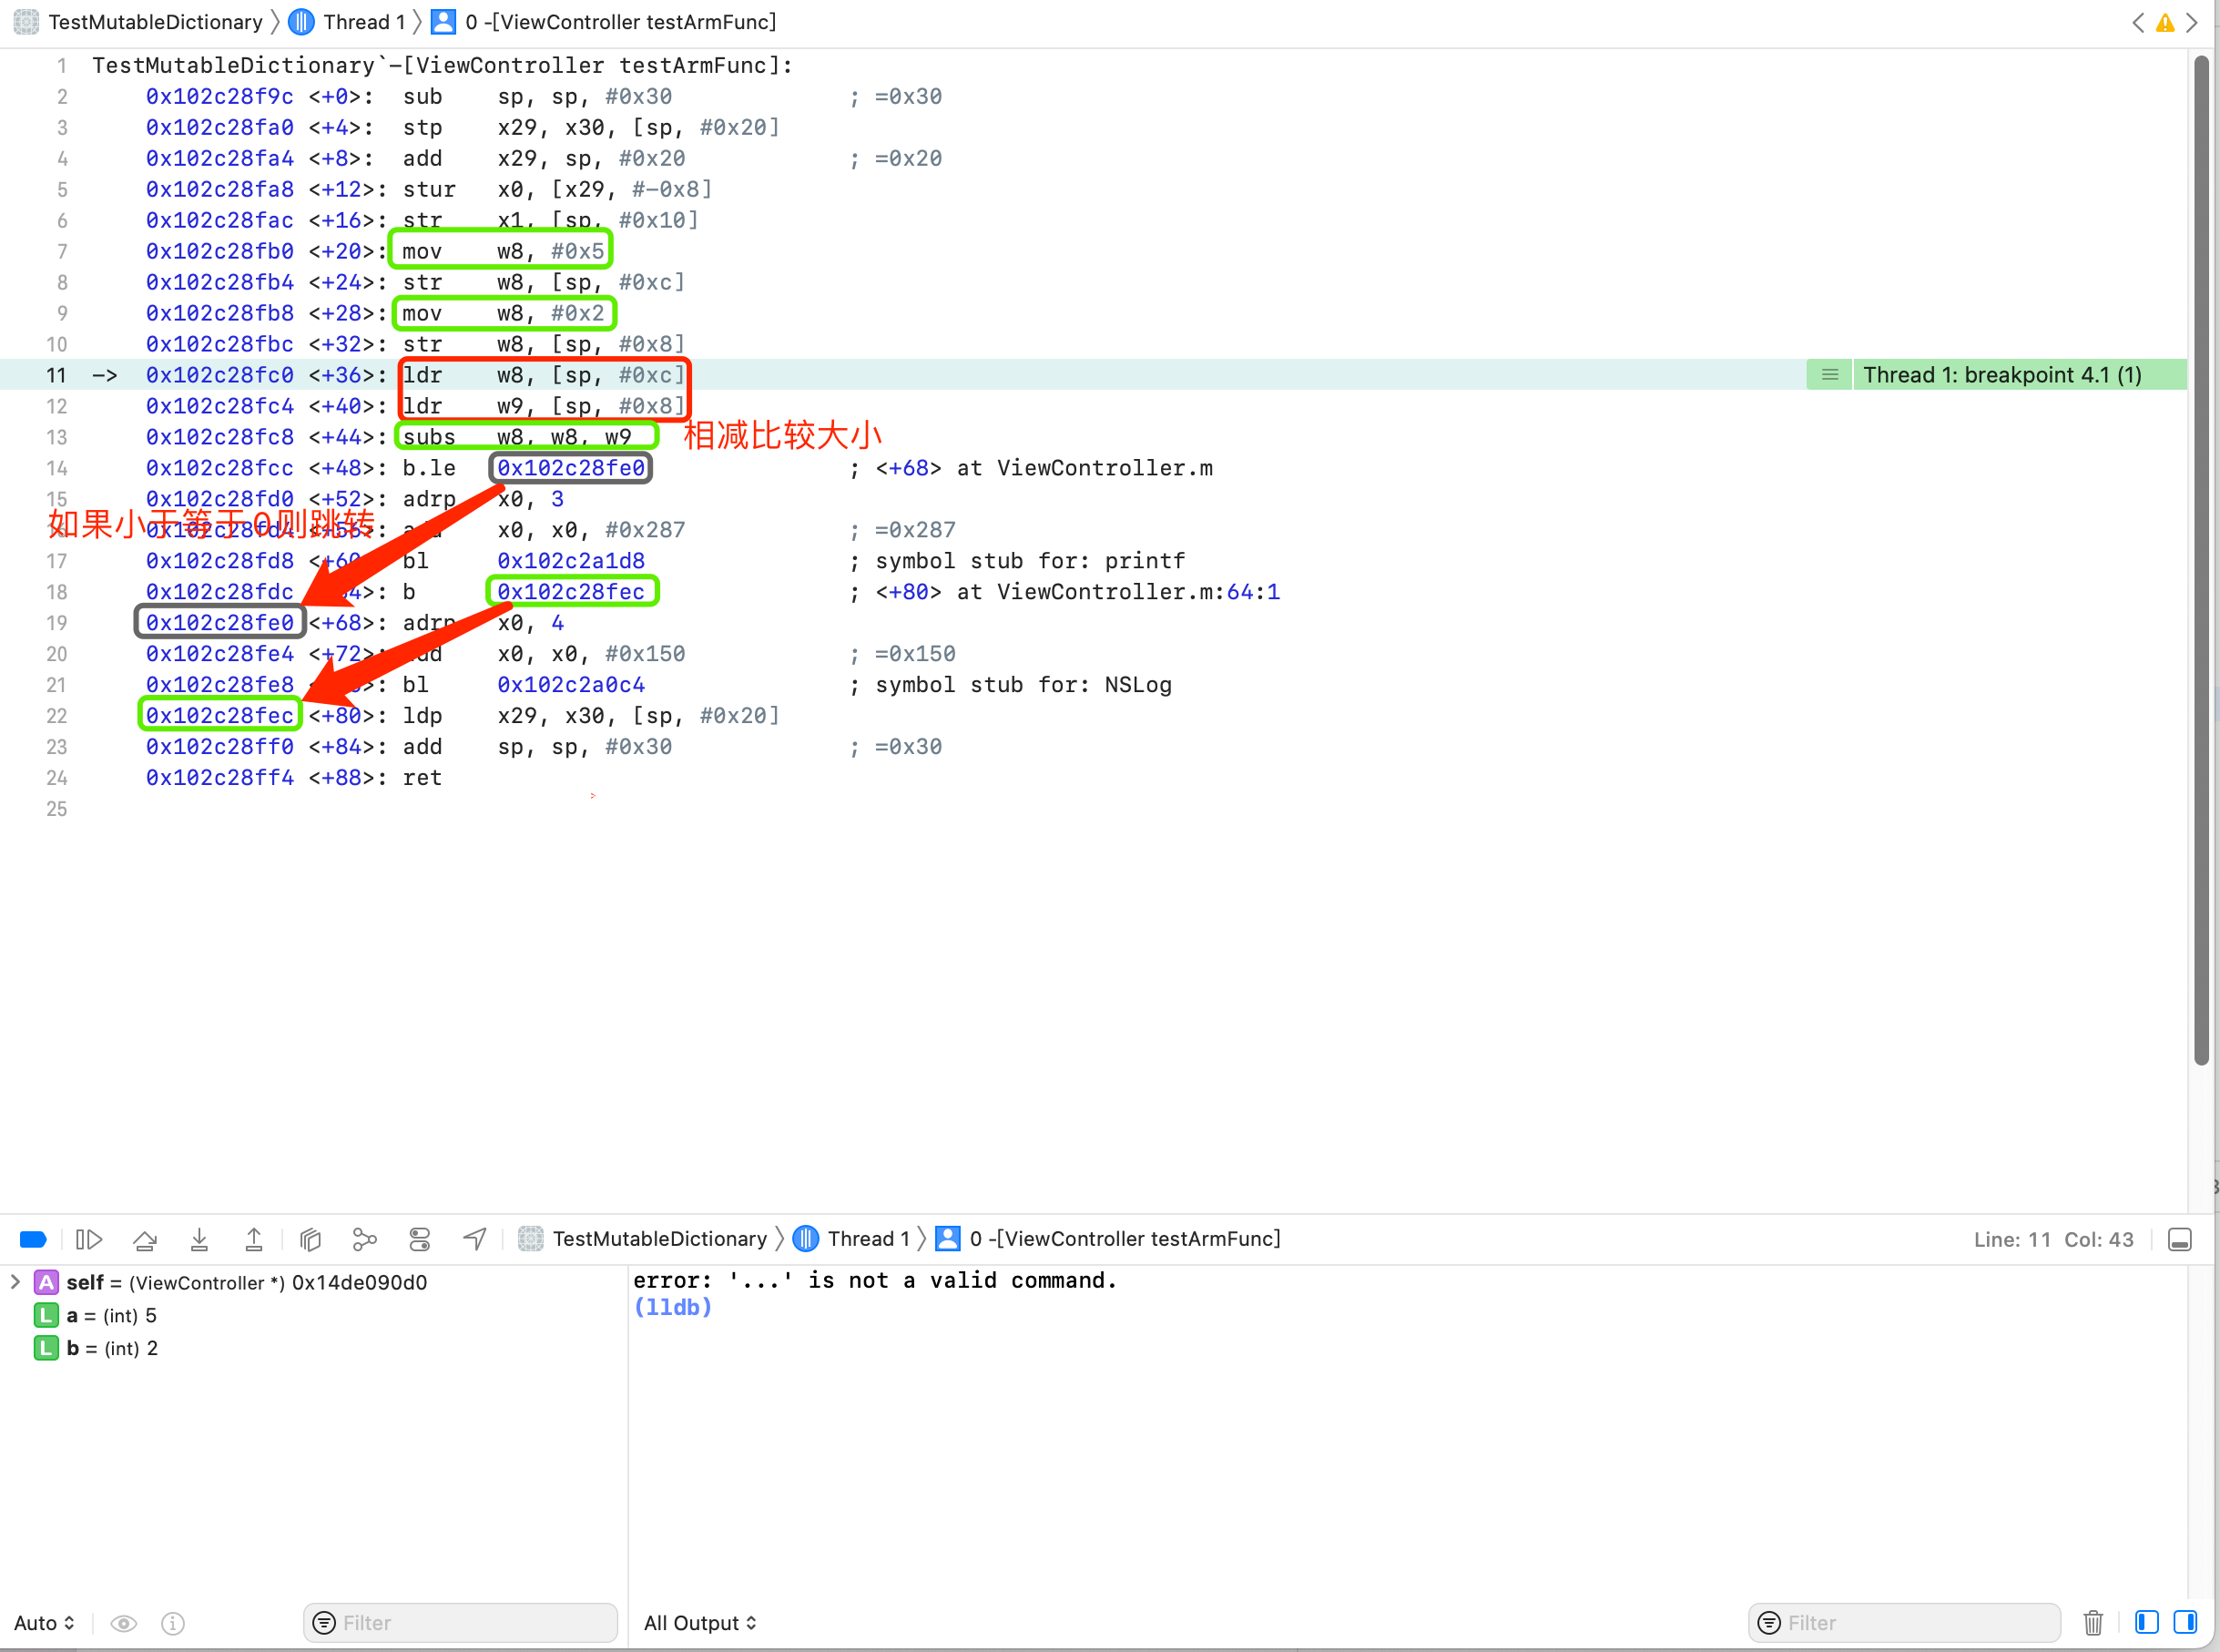 TestMutableDictionary 〉 Thread 1 〉 0 -[ViewController testArmFunc]
1 TestMutableDictionary`-[ViewController testArmFunc]:
2 0x102c28f9c <+0>: sub sp, sp, #0x30 ; =0x30
3 0x102c28fa0 <+4>: stp x29, x30, [sp, #0x20]
4 0x102c28fa4 <+8>: add x29, sp, #0x20 ; =0x20
5 0x102c28fa8 <+12>: stur x0, [x29, #-0x8]
6 0x102c28fac <+16>: str x1, [sp, #0x10]
7 0x102c28fb0 <+20>: mov w8, #0x5
8 0x102c28fb4 <+24>: str w8, [sp, #0xc]
9 0x102c28fb8 <+28>: mov w8, #0x2
10 0x102c28fbc <+32>: str w8, [sp, #0x8]
11 -> 0x102c28fc0 <+36>: ldr w8, [sp, #0xc] Thread 1: breakpoint 4.1 (1)
12 0x102c28fc4 <+40>: ldr w9, [sp, #0x8]
13 0x102c28fc8 <+44>: subs w8, w8, w9 相减比较大小
14 0x102c28fcc <+48>: b.le 0x102c28fe0 ; <+68> at ViewController.m
15 0x102c28fd0 <+52>: adrp x0, 3
如果小于等于0则跳转
0x102c28fd4 x0, x0, #0x287 ; =0x287
17 0x102c28fd8 <+60 bl 0x102c2a1d8 ; symbol stub for: printf
18 0x102c28fdc 4>: b 0x102c28fec ; <+80> at ViewController.m:64:1
19 0x102c28fe0 <+68>: adrp x0, 4
20 0x102c28fe4 <+72 x0, x0, #0x150 ; =0x150
21 0x102c28fe8 >: bl 0x102c2a0c4 ; symbol stub for: NSLog
22 0x102c28fec <+80>: ldp x29, x30, [sp, #0x20]
23 0x102c28ff0 <+84>: add sp, sp, #0x30 ; =0x30
24 0x102c28ff4 <+88>: ret
25
TestMutableDictionary 〉 Thread 1 〉 0 -[ViewController testArmFunc] Line: 11 Col: 43
A self = (ViewController *) 0x14de090d0
L a = (int) 5
L b = (int) 2
error: '...' is not a valid command.
(lldb)
Auto Filter All Output Filter